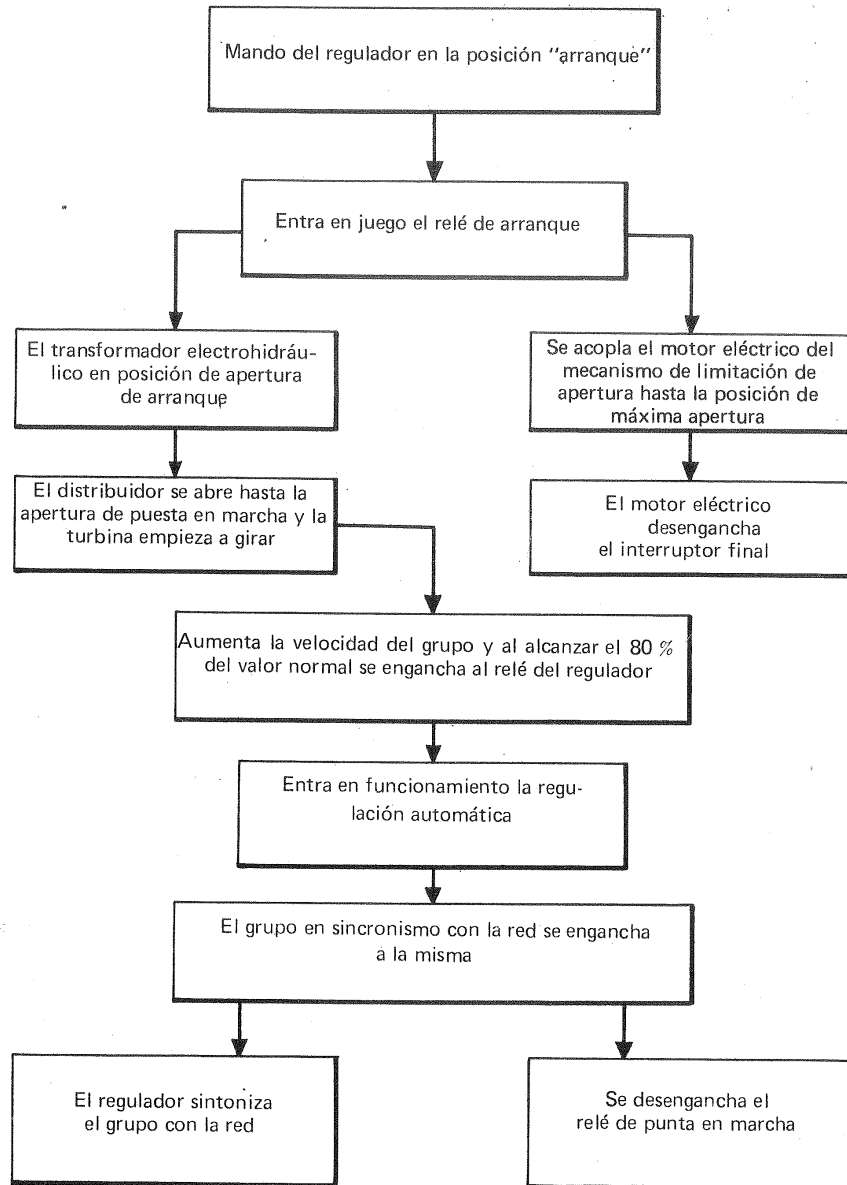 Mando del regulador en la posición "arranque"
Entra en juego el relé de arranque
El transformador electrohidráu-
lico en posición de apertura
de arranque
Se acopla el motor eléctrico del
mecanismo de limitación de
apertura hasta la posición de
máxima apertura
El distribuidor se abre hasta la
apertura de puesta en marcha y la
turbina empieza a girar
El motor eléctrico
desengancha
el interruptor final
Aumenta la velocidad del grupo y al alcanzar el 80 %
del valor normal se engancha al relé del regulador
Entra en funcionamiento la regu-
lación automática
El grupo en sincronismo con la red se engancha
a la misma
El regulador sintoniza
el grupo con la red
Se desengancha el
relé de punta en marcha